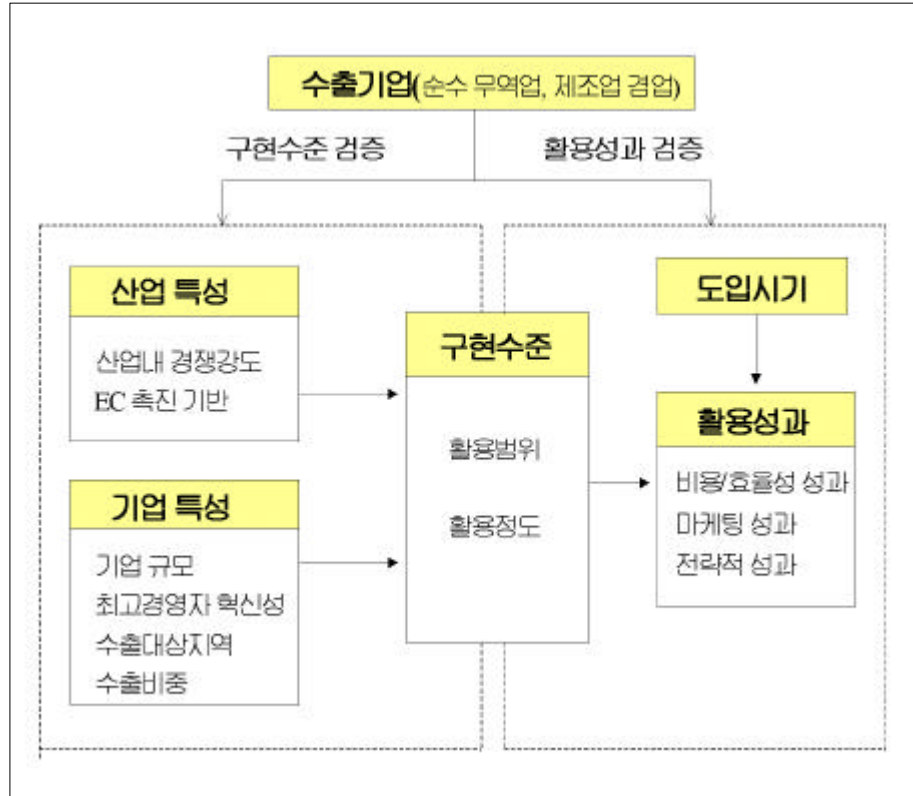 수출기업(순수 무역업, 제조업 겸업)
구현수준 검증
활용성과 검증
산업 특성
산업내 경쟁강도
EC 촉진 기반
기업 특성
기업 규모
최고경영자 혁신성
수출대상지역
수출비중
구현수준
활용범위
활용정도
도입시기
활용성과
비용/효율성 성과
마케팅 성과
전략적 성과